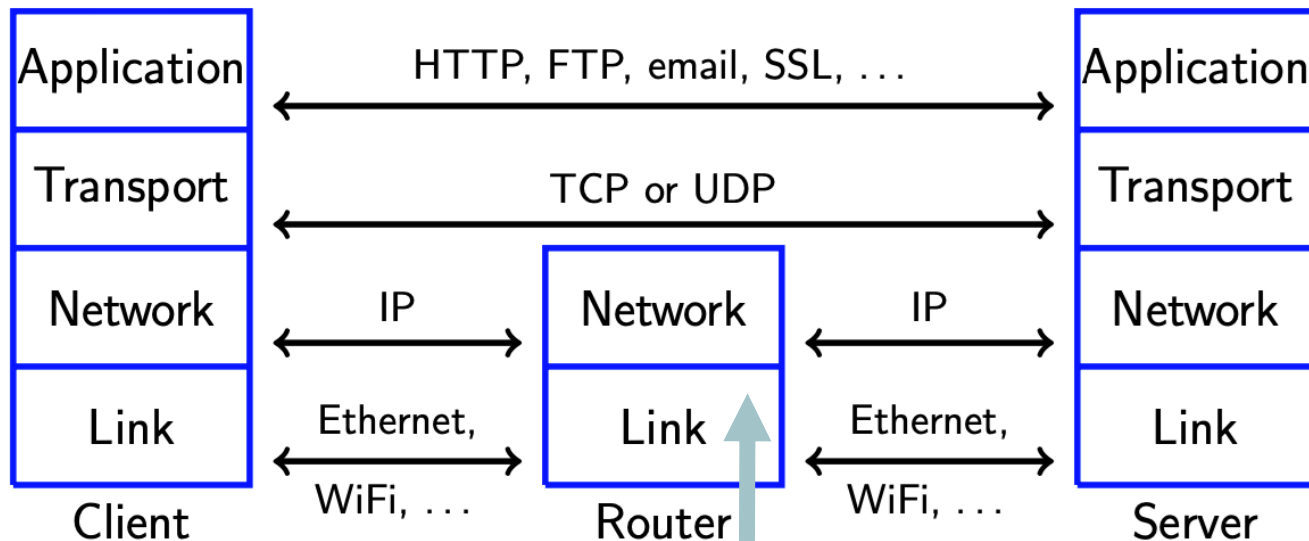 Application
HTTP, FTP, email, SSL, . . .
Application
Transport
TCP or UDP
Transport
Network
IP
Network
IP
Network
Link
Ethernet,
WiFi, . . .
Link
Ethernet,
WiFi, . . .
Link
Client
Router
Server